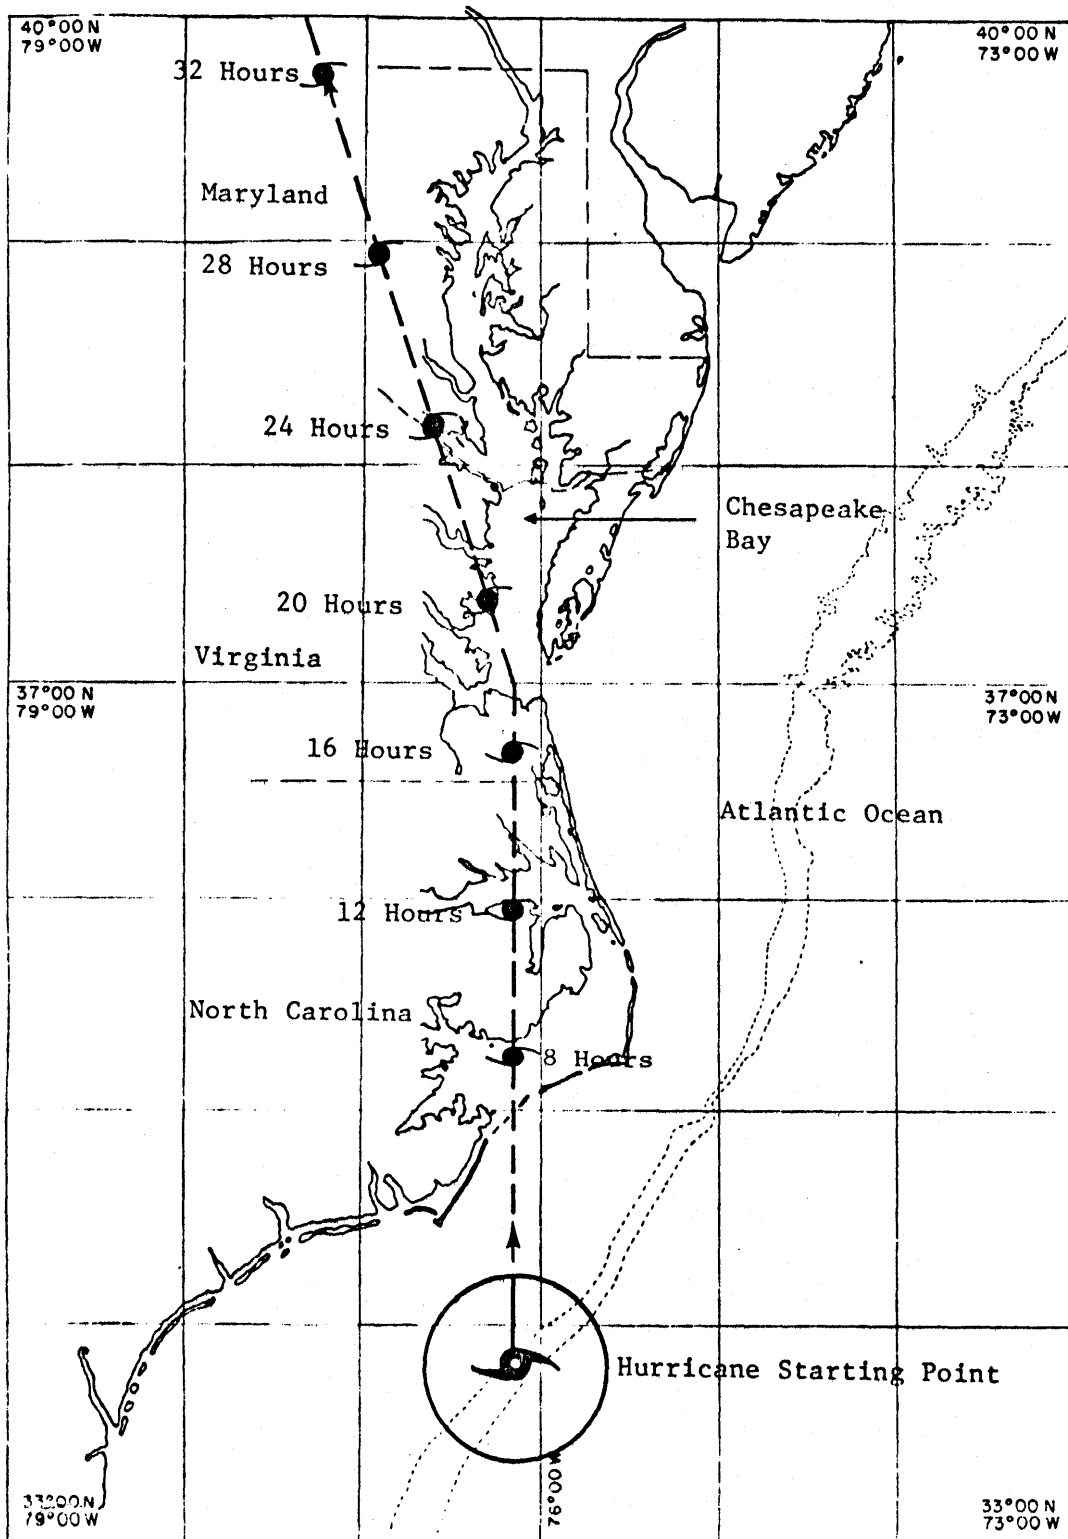 40°00 N
79°00 W
40°00 N
73°00 W
32 Hours
Maryland
28 Hours
24 Hours
Chesapeake
Bay
20 Hours
Virginia
37°00 N
79°00 W
37°00 N
73°00 W
16 Hours
Atlantic Ocean
12 Hours
North Carolina
8 Hours
Hurricane Starting Point
76°00 W
33°00 N
79°00 W
33°00 N
73°00 W